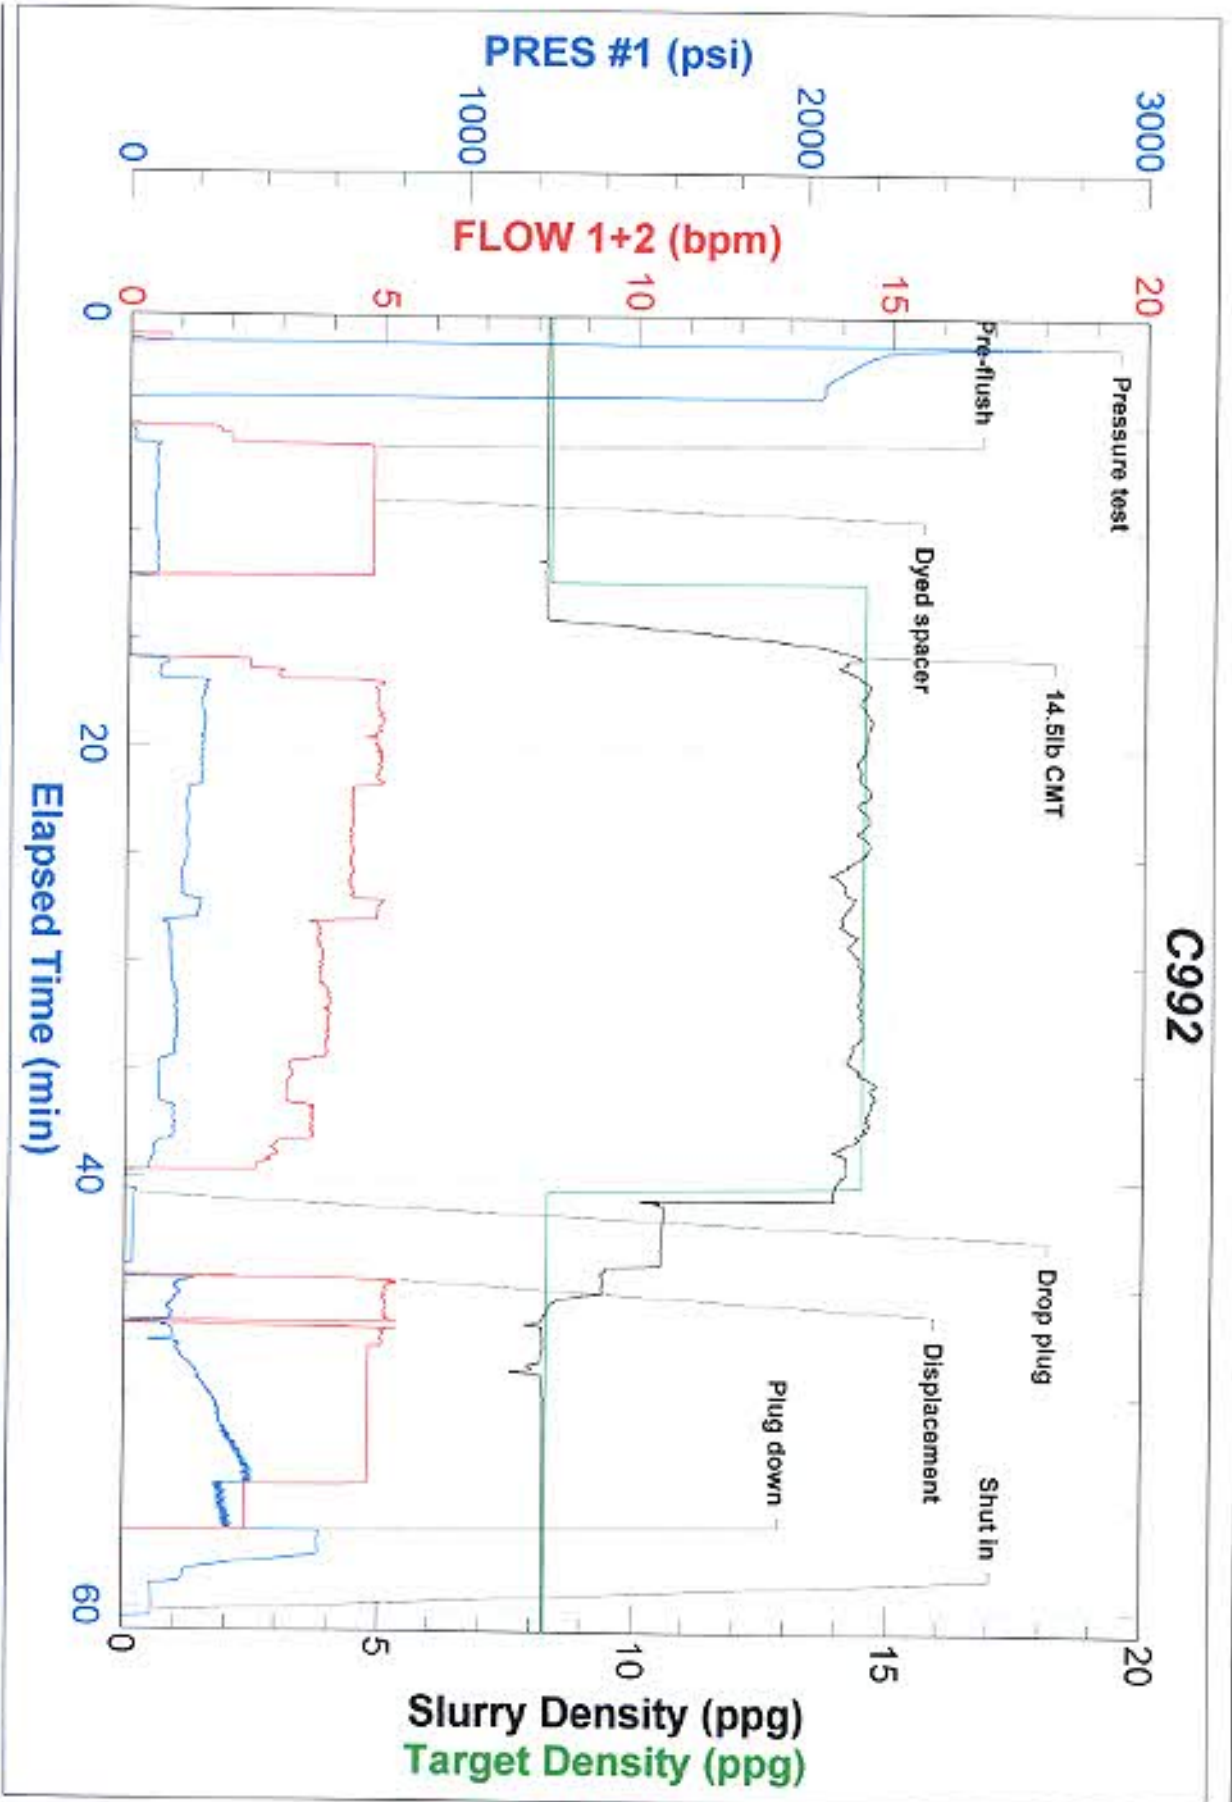 C992
PRES #1 (psi)
3000
2000
1000
0
FLOW 1+2 (bpm)
20
15
10
5
0
Pressure test
Pre-flush
Dyed spacer
14.5lb CMT
Drop plug
Displacement
Plug down
Shut in
0
20
40
60
Elapsed Time (min)
20
15
10
5
0
Slurry Density (ppg)
Target Density (ppg)